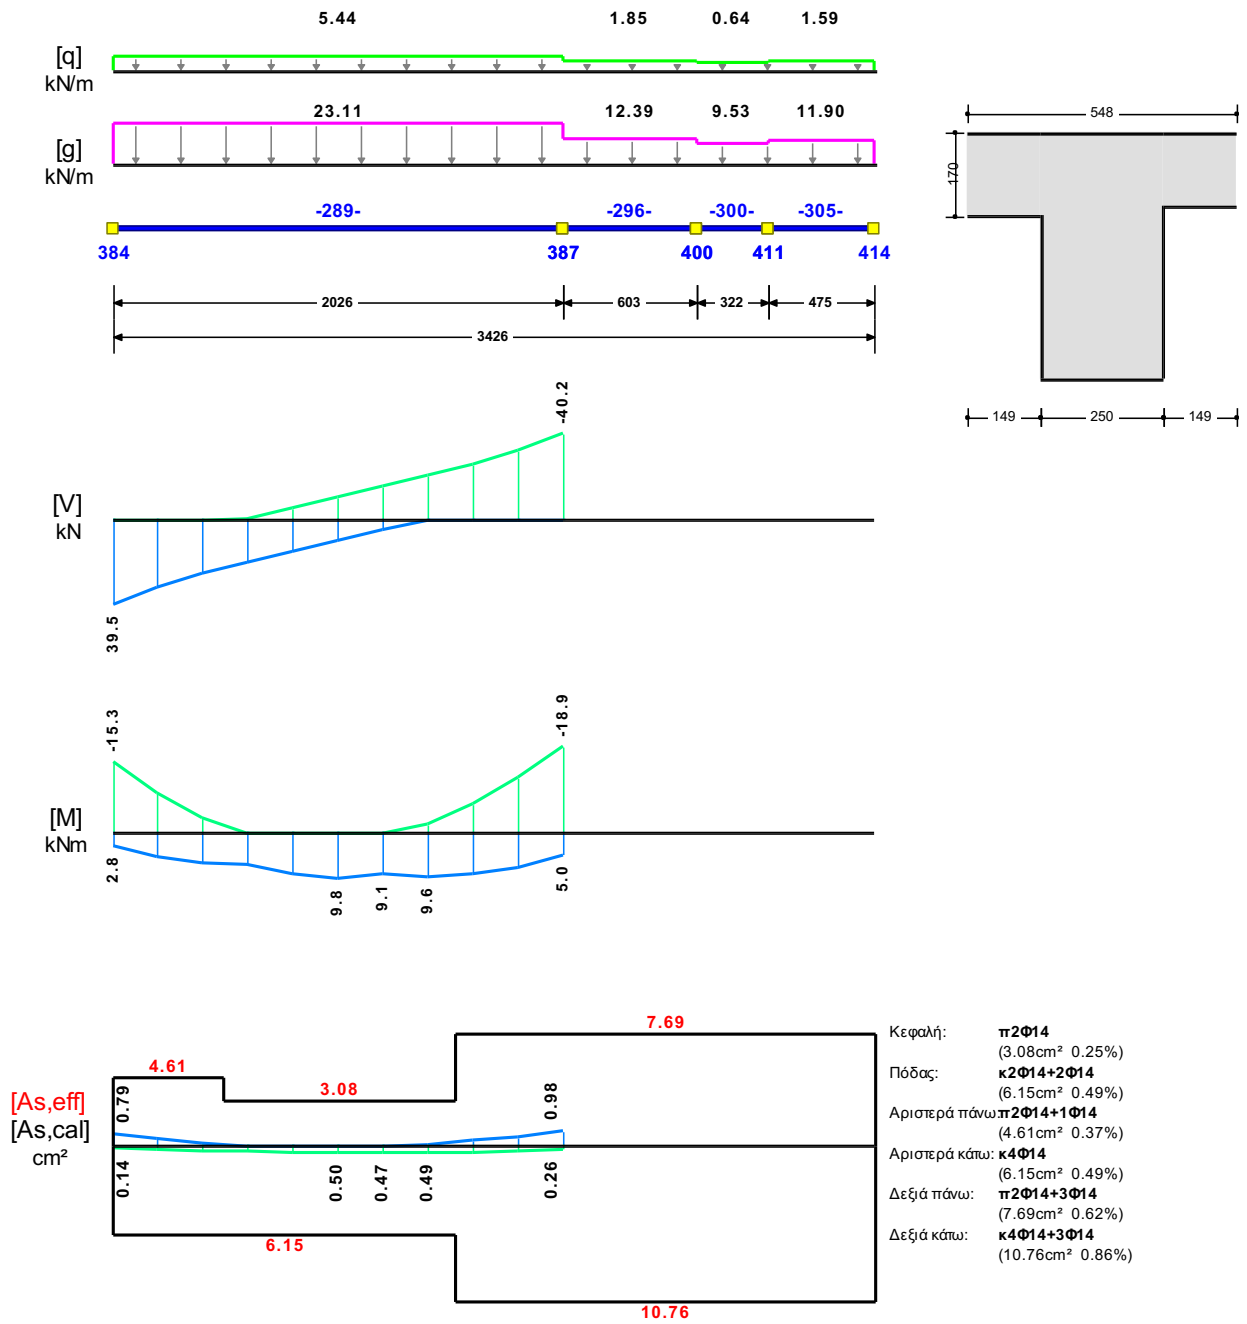 5.44 1.85 0.64 1.59
[q]
kN/m
23.11 12.39 9.53 11.90
[g]
kN/m
-289- -296- -300- -305-
384 387 400 411 414
2026 603 322 475
3426
548
170
149 250 149
-40.2
[V]
kN
39.5
-15.3 -18.9
[M]
kNm
2.8 9.8 9.1 9.6 5.0
7.69
4.61
3.08
0.79 0.98
[As,eff]
[As,cal]
cm²
0.14 0.50 0.47 0.49 0.26
6.15
10.76
Κεφαλή: π2Φ14
(3.08cm² 0.25%)
Πόδας: κ2Φ14+2Φ14
(6.15cm² 0.49%)
Αριστερά πάνω: π2Φ14+1Φ14
(4.61cm² 0.37%)
Αριστερά κάτω: κ4Φ14
(6.15cm² 0.49%)
Δεξιά πάνω: π2Φ14+3Φ14
(7.69cm² 0.62%)
Δεξιά κάτω: κ4Φ14+3Φ14
(10.76cm² 0.86%)